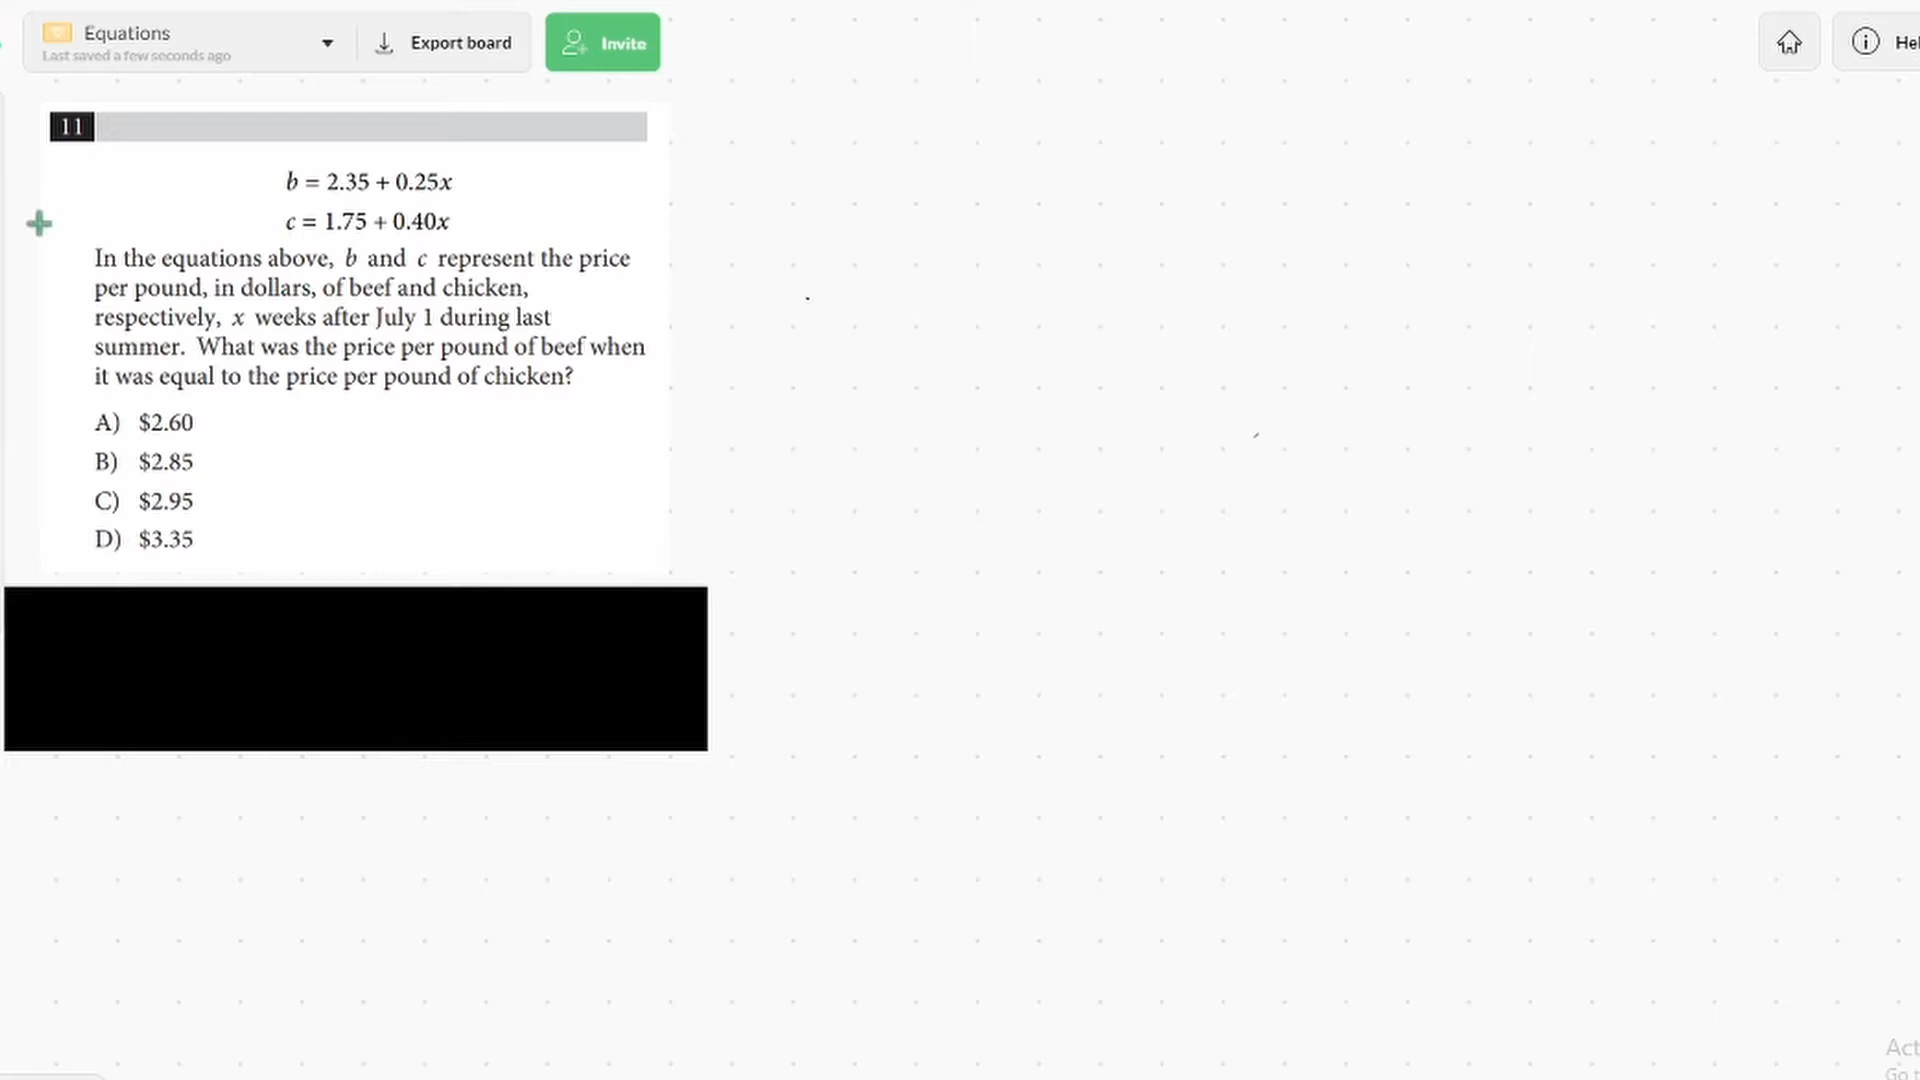 Equations
Last saved a few seconds ago
Export board
Invite
11
b = 2.35 + 0.25x
c = 1.75 + 0.40x
In the equations above, b and c represent the price
per pound, in dollars, of beef and chicken,
respectively, x weeks after July 1 during last
summer. What was the price per pound of beef when
it was equal to the price per pound of chicken?
A) $2.60
B) $2.85
C) $2.95
D) $3.35